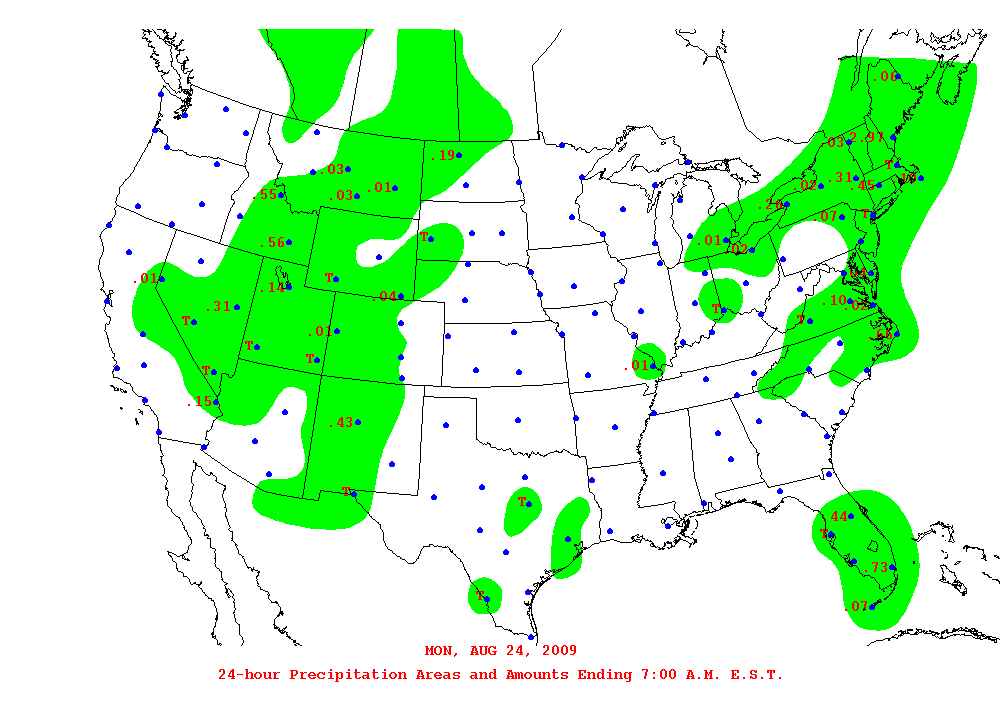 .06
.03 2.97
.19
T
.03
.01
.31
.45
.55
.03
.02
.26
.07
T
T
.01
.02
.56
.01
T
.04
.14
.04
.10
.02
.31
T
T
T
.01
T
T
.01
T
.15
.43
T
T
.44
T
.73
T
.07
MON, AUG 24, 2009
24-hour Precipitation Areas and Amounts Ending 7:00 A.M. E.S.T.